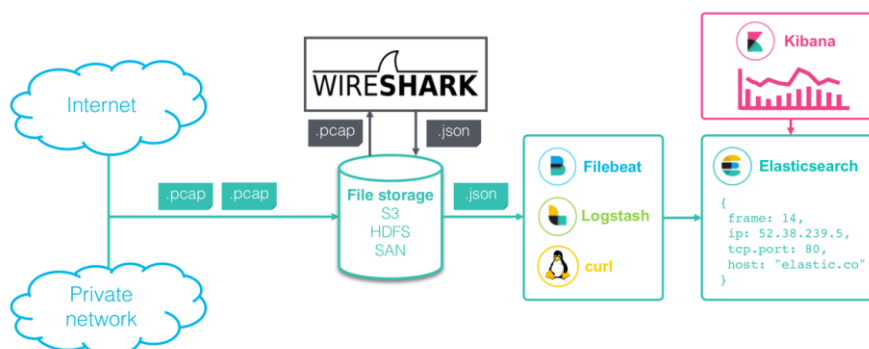 Internet
Private
network
.pcap
.pcap
WIRESHARK
.pcap
.json
File storage
S3
HDFS
SAN
.json
Filebeat
Logstash
curl
Kibana
Elasticsearch
{
frame: 14,
ip: 52.38.239.5,
tcp.port: 80,
host: "elastic.co"
}